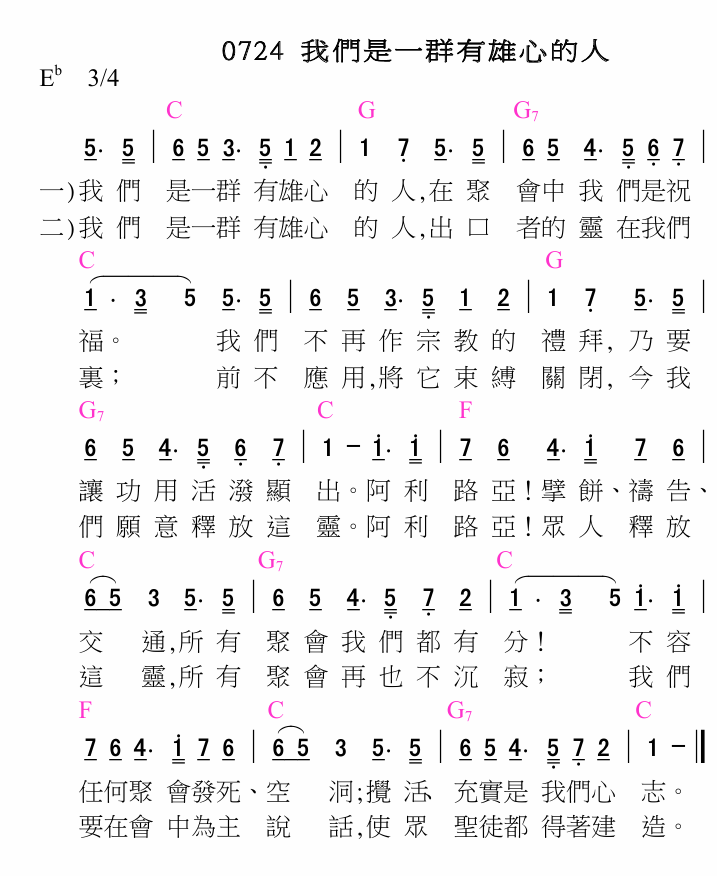 0724 我們是一群有雄心的人
E♭ 3/4
C G G7
5. 5 | 6 5 3. 5 1 2 | 1 7 5. 5 | 6 5 4. 5 6 7 |
一)我們 是一群 有雄心 的人,在聚 會中我 們是祝
二)我們 是一群 有雄心 的人,出口 者的靈 在我們
C G
1 . 3 5 5. 5 | 6 5 3. 5 1 2 | 1 7 5. 5 |
福。 我們 不再作宗教的 禮拜,乃要
裏; 前不 應用,將它束縛 關閉,今我
G7 C F
6 5 4. 5 6 7 | 1 - i. i | 7 6 4. i 7 6 |
讓功用活潑顯 出。阿利 路亞!擘餅、禱告、
們願意釋放這 靈。阿利 路亞!眾人釋放
C G7 C
6 5 3 5. 5 | 6 5 4. 5 7 2 | 1 . 3 5 i. i |
交 通,所有 聚會我們都有 分! 不容
這 靈,所有 聚會再也不沉 寂; 我們
F C G7 C
7 6 4. i 7 6 | 6 5 3 5. 5 | 6 5 4. 5 7 2 | 1 - ‖
任何聚 會發死、空 洞;攪活、充實是 我們心 志。
要在會 中為主 說 話,使眾 聖徒都 得著建 造。